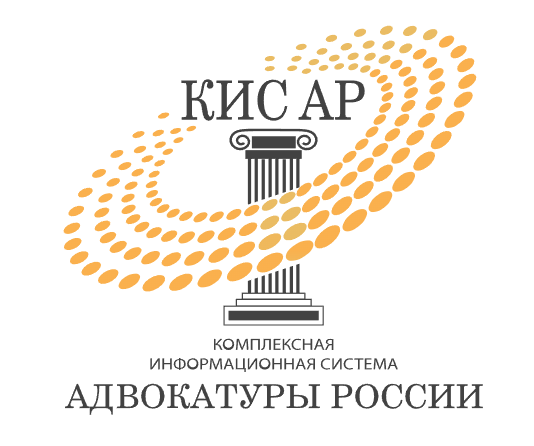 КИС АР
КОМПЛЕКСНАЯ
ИНФОРМАЦИОННАЯ СИСТЕМА
АДВОКАТУРЫ РОССИИ